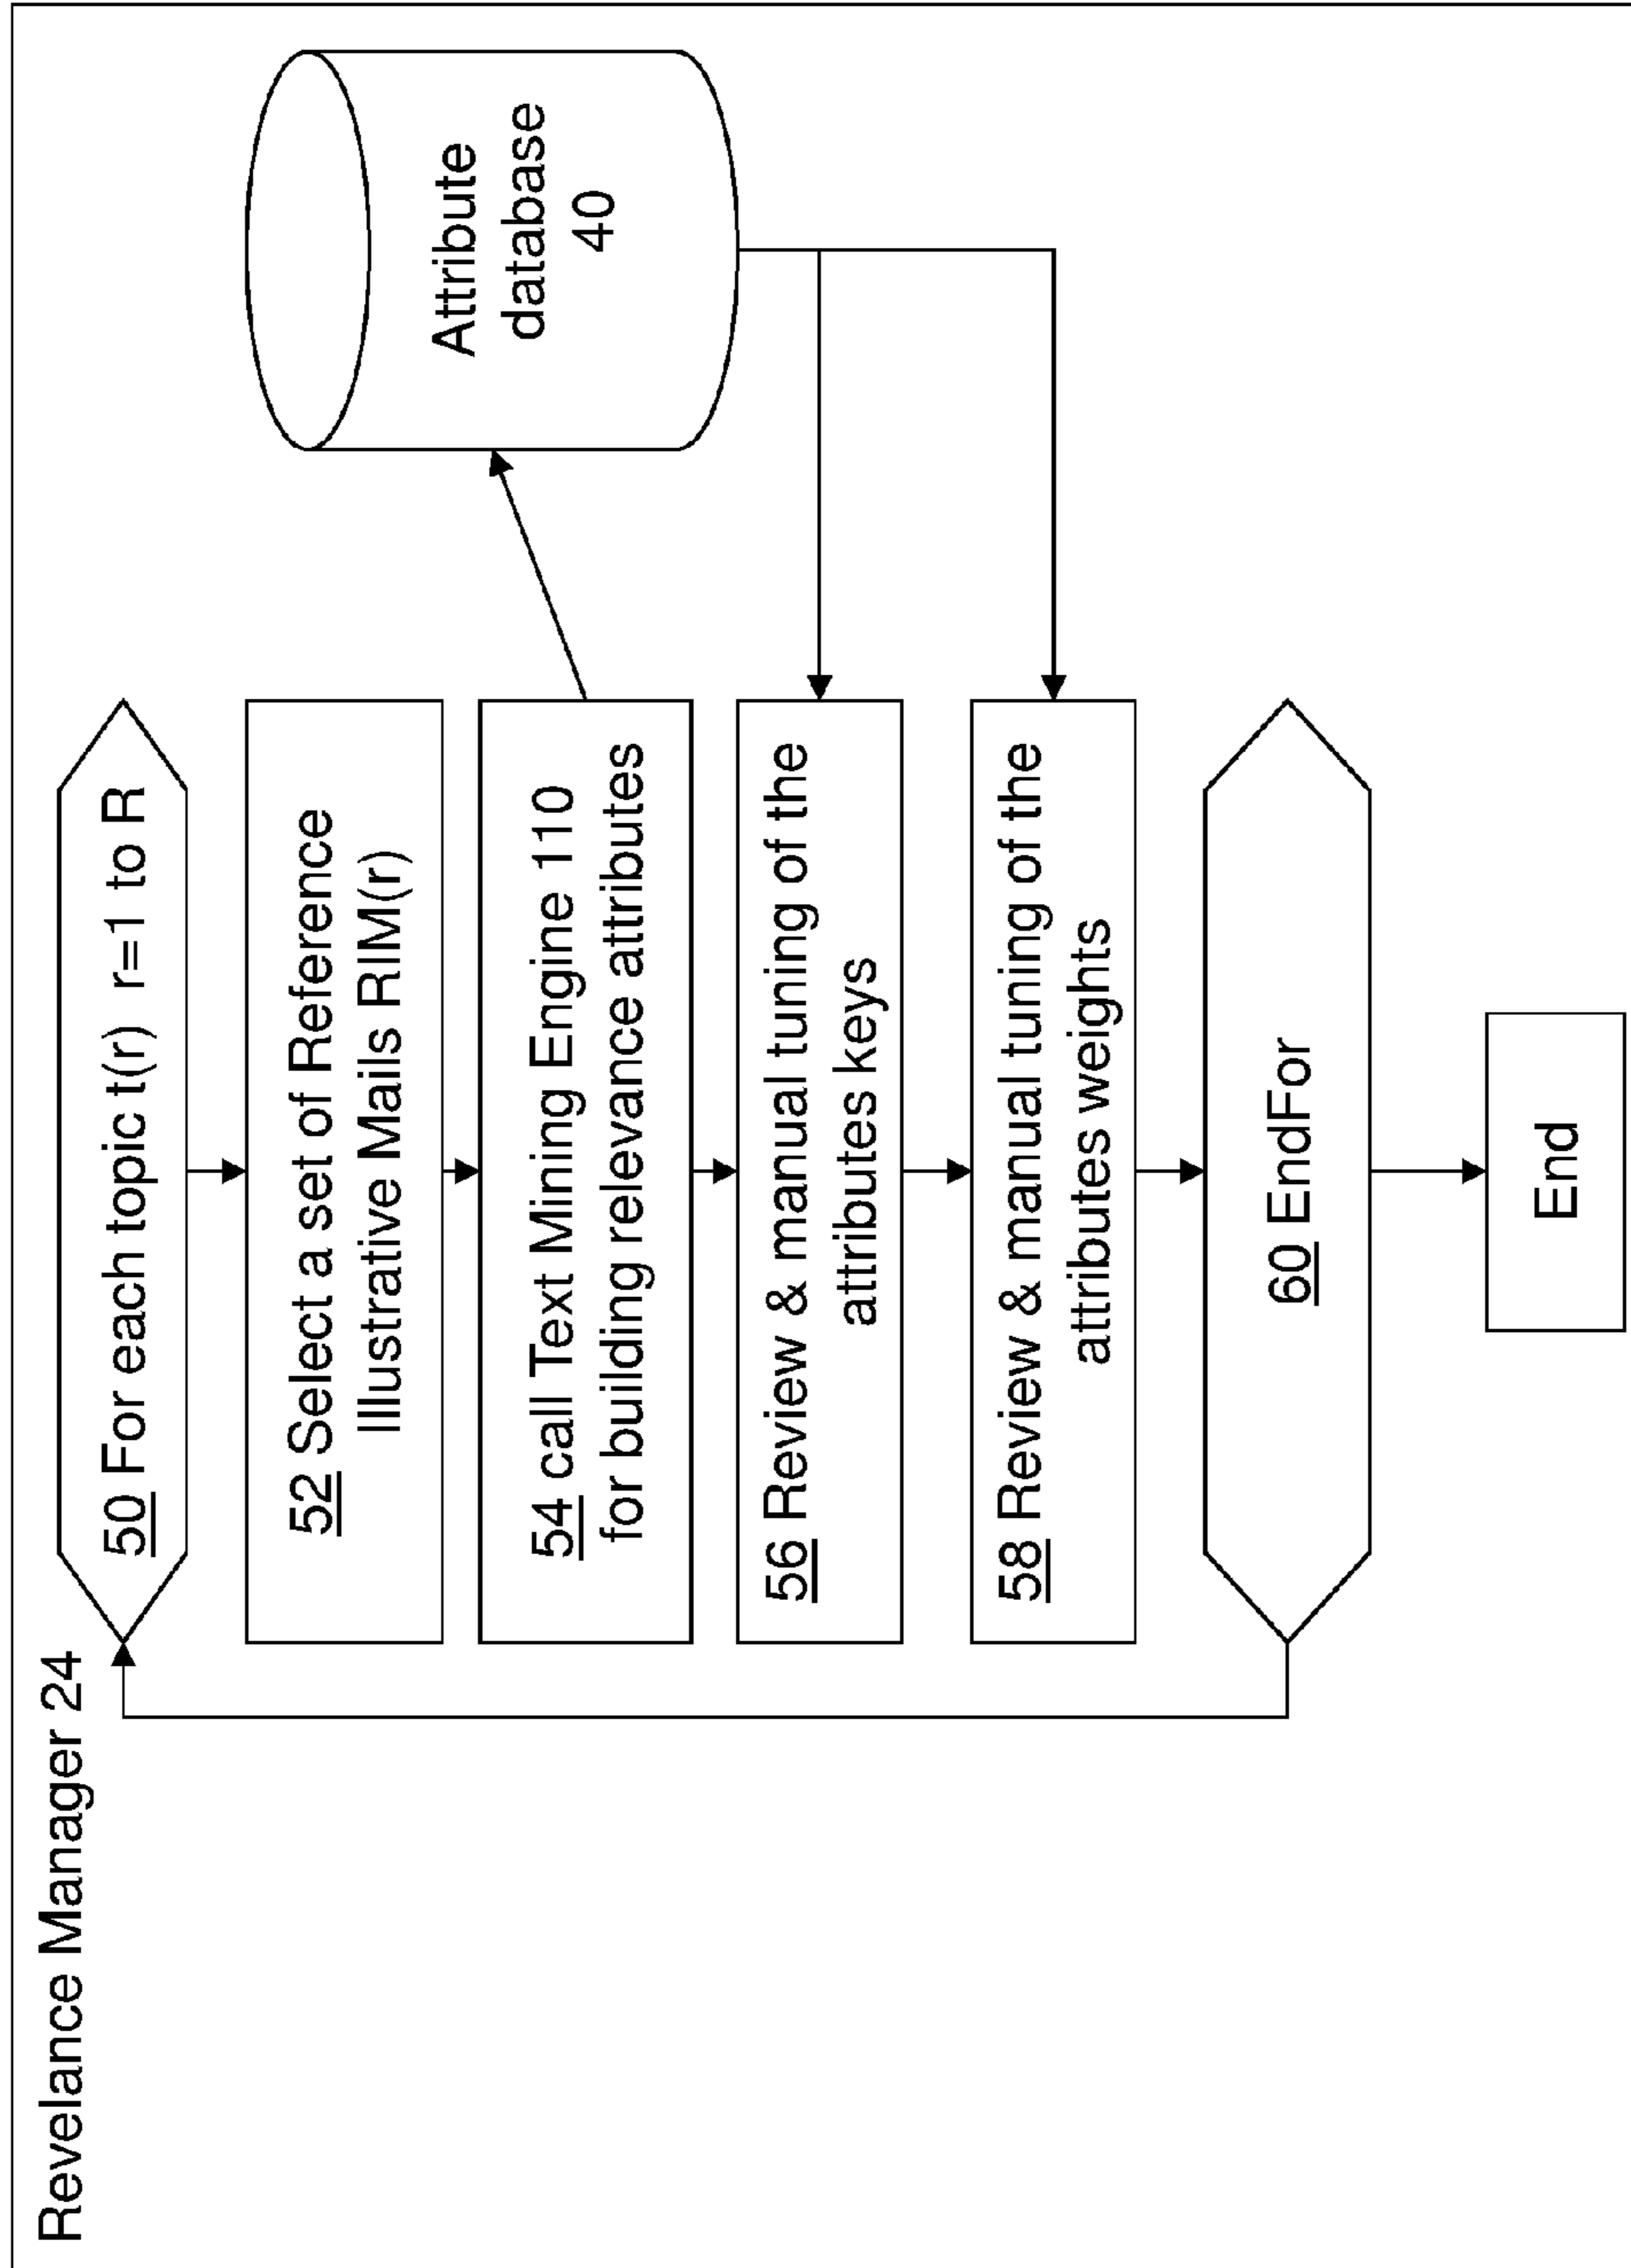 Revelance Manager 24
50 For each topic t(r) r=1 to R
52 Select a set of Reference
Illustrative Mails RIM(r)
54 call Text Mining Engine 110
for building relevance attributes
Attribute
database
40
56 Review & manual tuning of the
attributes keys
58 Review & manual tuning of the
attributes weights
60 EndFor
End